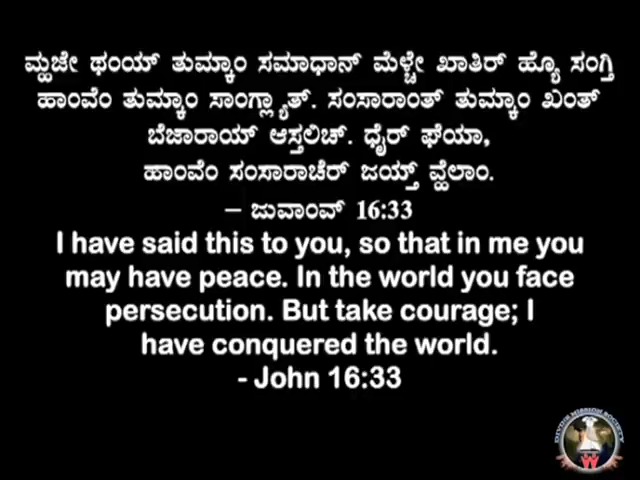 ಮ್ಹಜೇ ಥಂಯ್ ತುಮ್ಕಾಂ ಸಮಾಧಾನ್ ಮೆಳ್ಚೇ ಖಾತಿರ್ ಹ್ಯೊ ಸಂಗ್ತಿ
ಹಾಂವೆಂ ತುಮ್ಕಾಂ ಸಾಂಗ್ಲ್ಯಾತ್. ಸಂಸಾರಾಂತ್ ತುಮ್ಕಾಂ ಖಂತ್
ಬೆಜಾರಾಯ್ ಆಸ್ತಲಿಚ್. ಧೈರ್ ಘೆಯಾ,
ಹಾಂವೆಂ ಸಂಸಾರಾಚೆರ್ ಜಯ್ತ್ ವ್ಹೆಲಾಂ.
– ಜುವಾಂವ್ 16:33
I have said this to you, so that in me you
may have peace. In the world you face
persecution. But take courage; I
have conquered the world.
- John 16:33